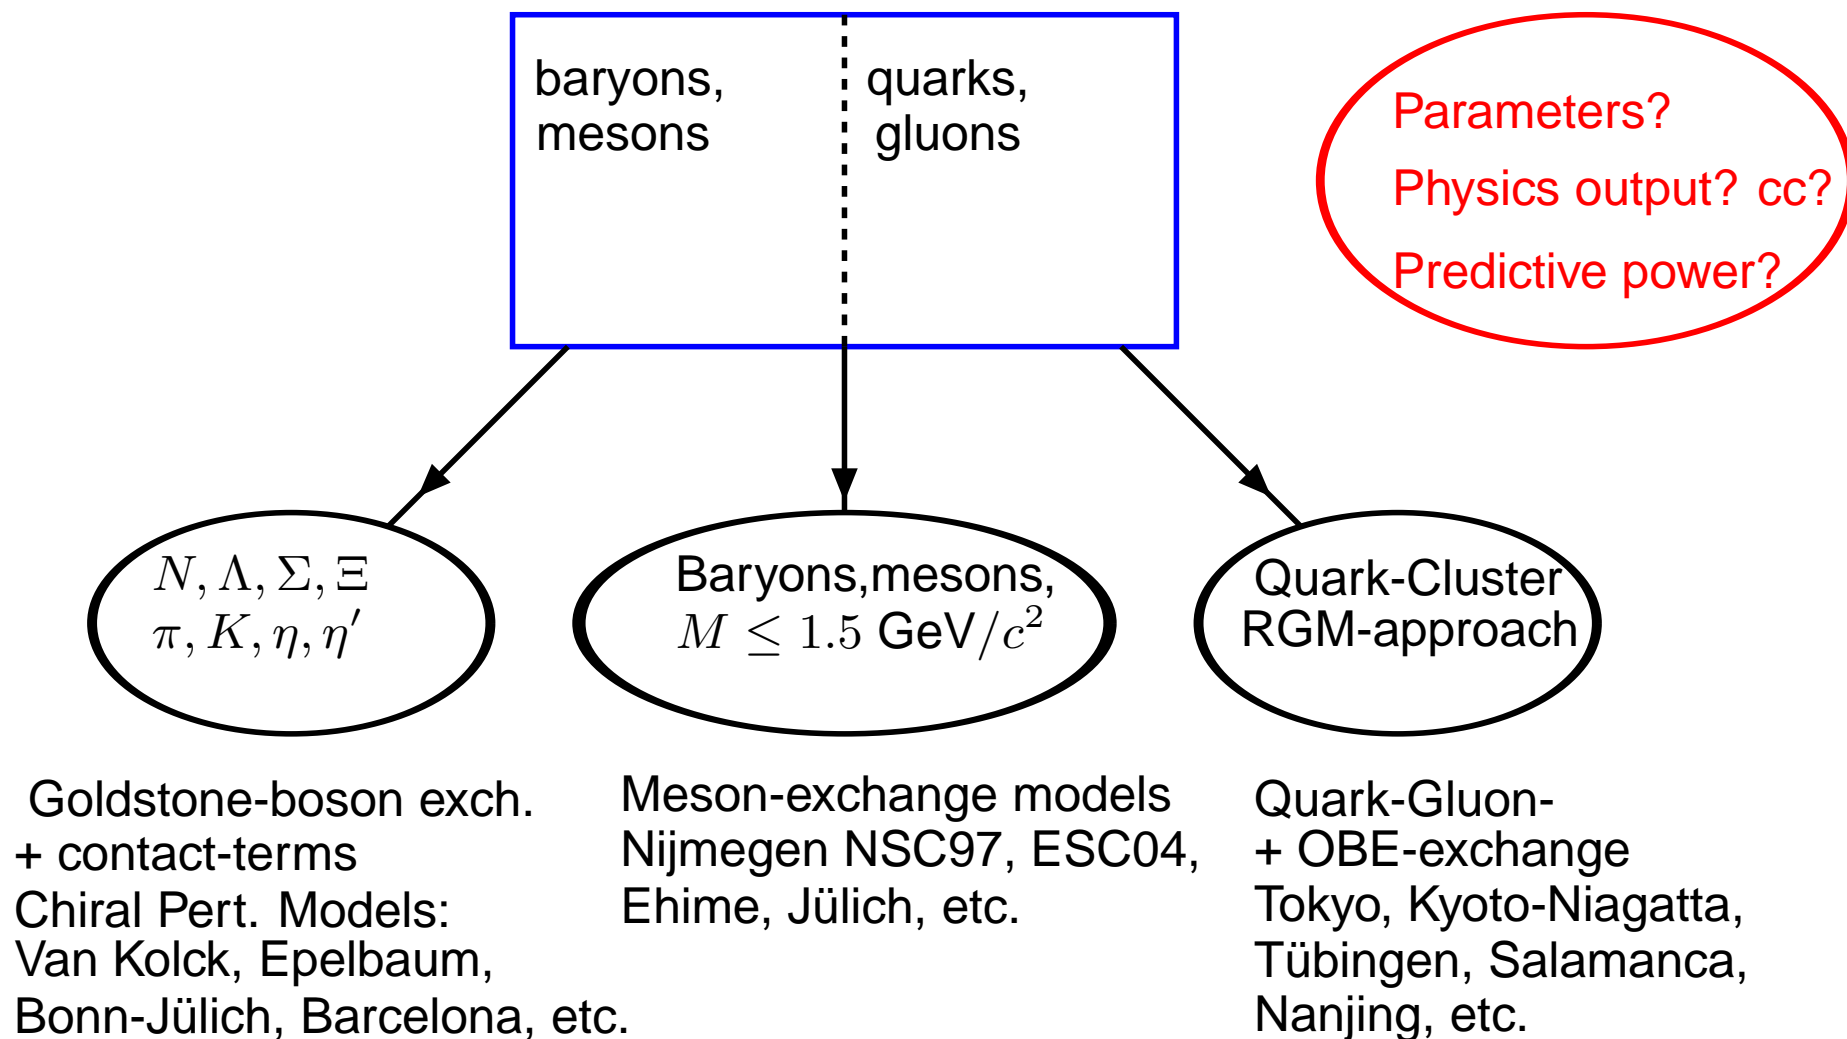 baryons,
mesons
quarks,
gluons
Parameters?
Physics output? cc?
Predictive power?
N, Λ, Σ, Ξ
π, K, η, η′
Baryons,mesons,
M ≤ 1.5 GeV/c²
Quark-Cluster
RGM-approach
Goldstone-boson exch.
+ contact-terms
Chiral Pert. Models:
Van Kolck, Epelbaum,
Bonn-Jülich, Barcelona, etc.
Meson-exchange models
Nijmegen NSC97, ESC04,
Ehime, Jülich, etc.
Quark-Gluon-
+ OBE-exchange
Tokyo, Kyoto-Niagatta,
Tübingen, Salamanca,
Nanjing, etc.